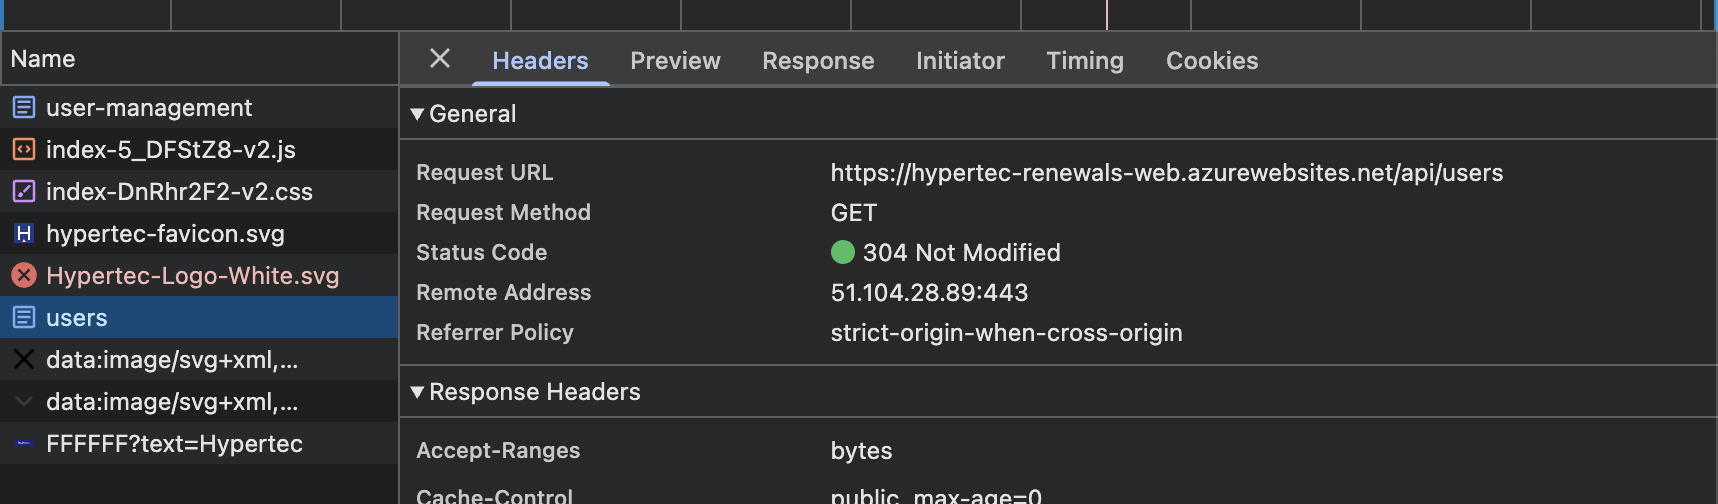 Name
user-management
index-5_DFStZ8-v2.js
index-DnRhr2F2-v2.css
H hypertec-favicon.svg
Hypertec-Logo-White.svg
users
data:image/svg+xml,...
data:image/svg+xml,...
FFFFFF?text=Hypertec
Headers Preview Response Initiator Timing Cookies
General
Request URL https://hypertec-renewals-web.azurewebsites.net/api/users
Request Method GET
Status Code 304 Not Modified
Remote Address 51.104.28.89:443
Referrer Policy strict-origin-when-cross-origin
Response Headers
Accept-Ranges bytes
Cache-Control public, max-age=0